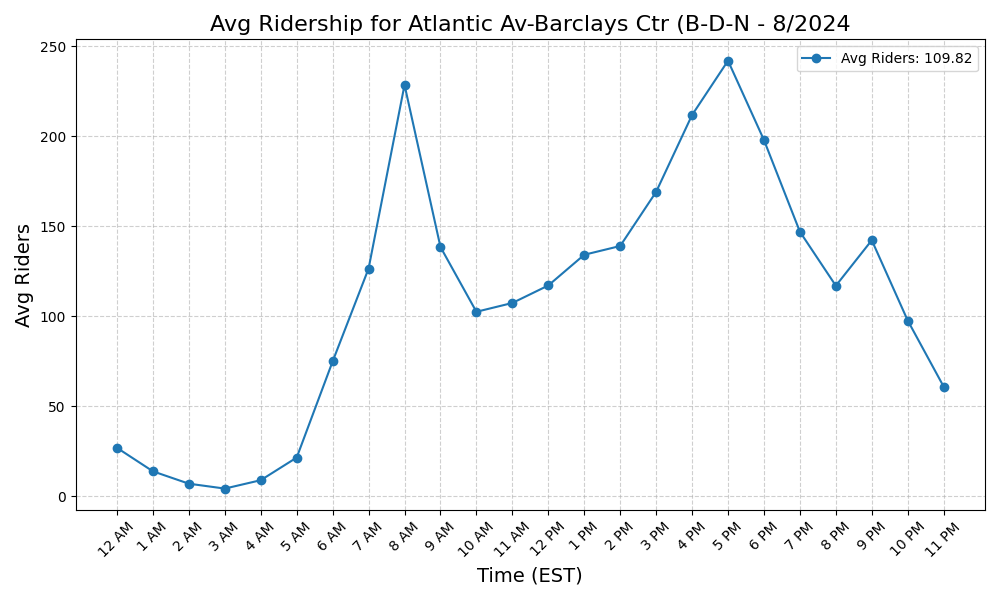 Avg Ridership for Atlantic Av-Barclays Ctr (B-D-N - 8/2024
Avg Riders: 109.82
Avg Riders
250
200
150
100
50
0
12 AM 1 AM 2 AM 3 AM 4 AM 5 AM 6 AM 7 AM 8 AM 9 AM 10 AM 11 AM 12 PM 1 PM 2 PM 3 PM 4 PM 5 PM 6 PM 7 PM 8 PM 9 PM 10 PM 11 PM
Time (EST)